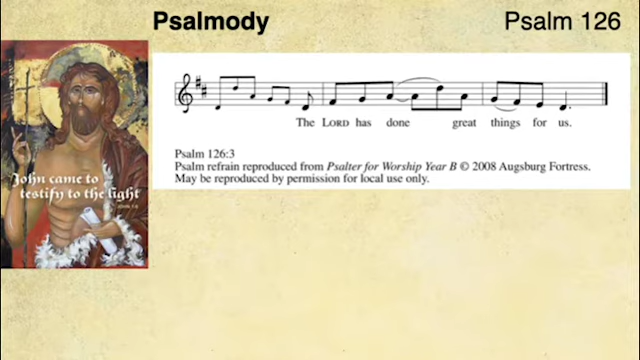 Psalmody Psalm 126
The LORD has done great things for us.
Psalm 126:3
Psalm refrain reproduced from Psalter for Worship Year B © 2008 Augsburg Fortress.
May be reproduced by permission for local use only.
John came to
testify to the light